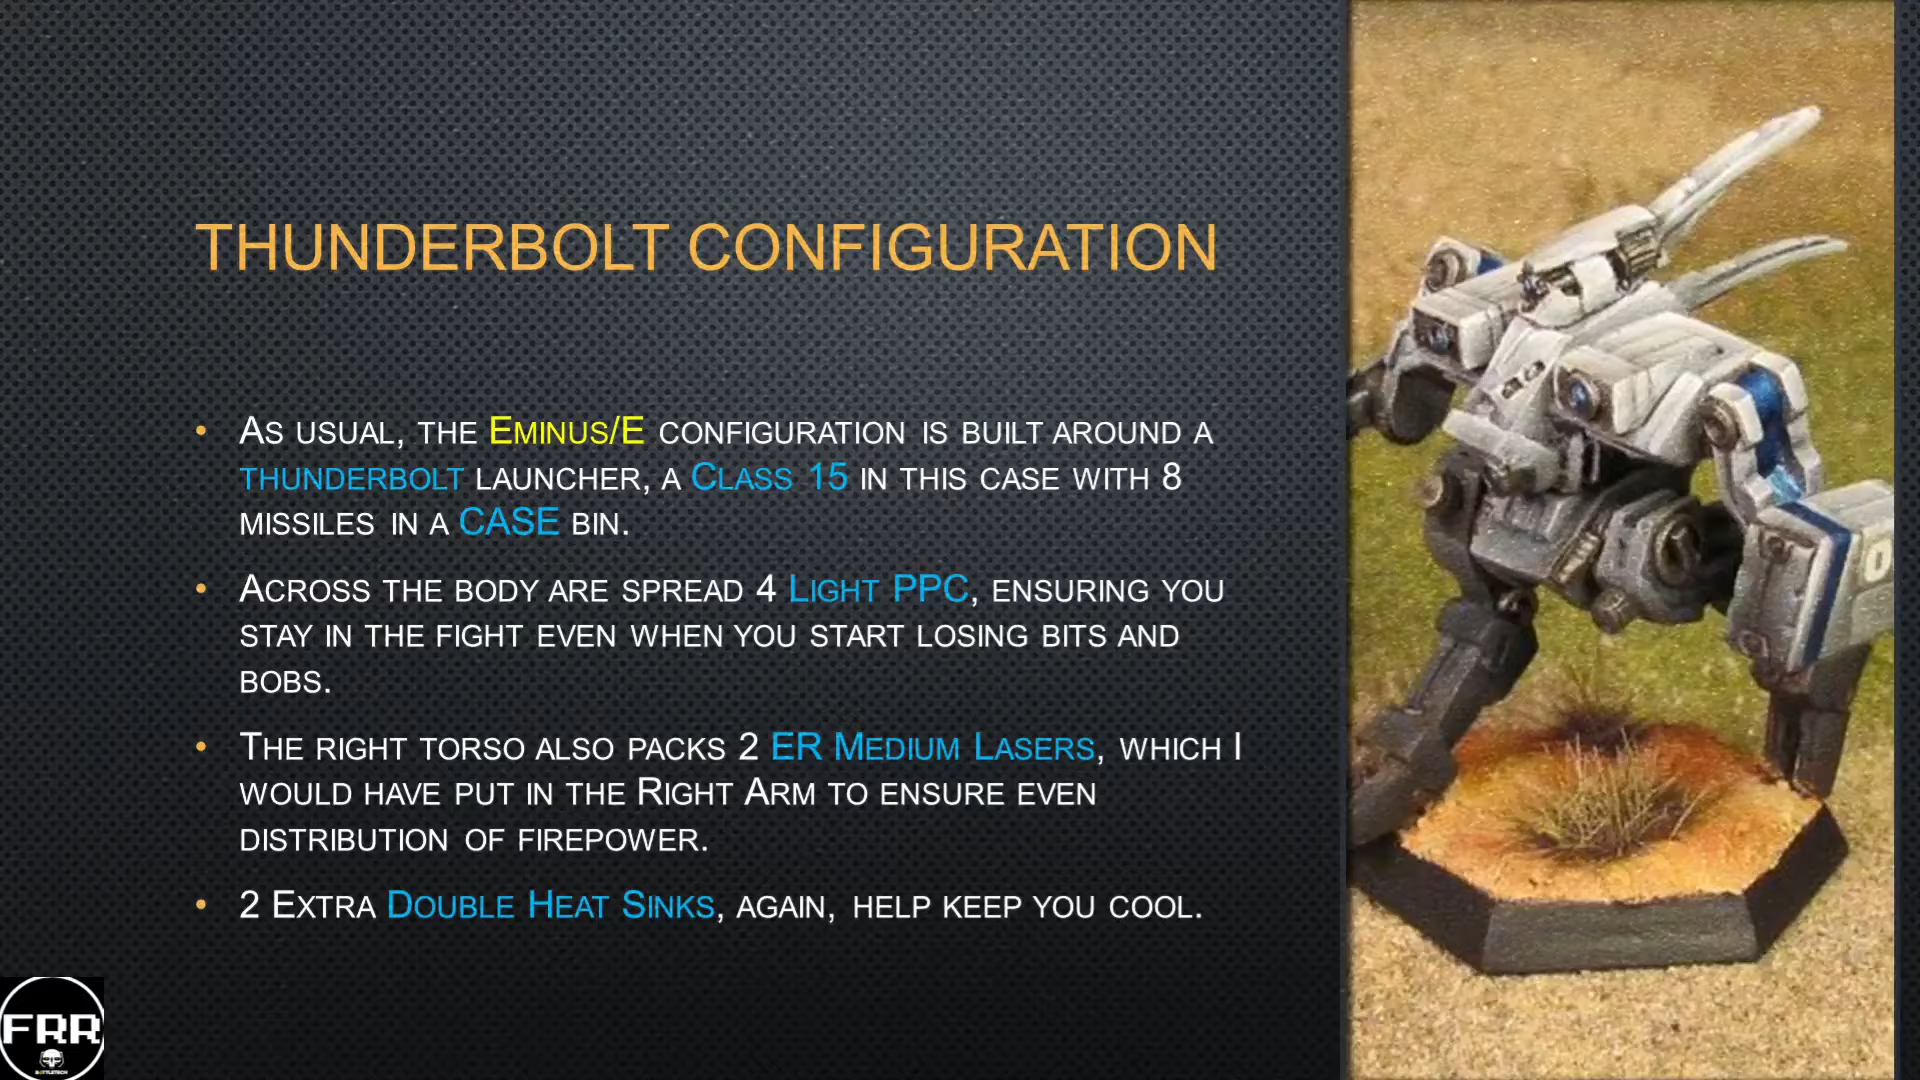 THUNDERBOLT CONFIGURATION
• AS USUAL, THE EMINUS/E CONFIGURATION IS BUILT AROUND A
THUNDERBOLT LAUNCHER, A CLASS 15 IN THIS CASE WITH 8
MISSILES IN A CASE BIN.
• ACROSS THE BODY ARE SPREAD 4 LIGHT PPC, ENSURING YOU
STAY IN THE FIGHT EVEN WHEN YOU START LOSING BITS AND
BOBS.
• THE RIGHT TORSO ALSO PACKS 2 ER MEDIUM LASERS, WHICH I
WOULD HAVE PUT IN THE RIGHT ARM TO ENSURE EVEN
DISTRIBUTION OF FIREPOWER.
• 2 EXTRA DOUBLE HEAT SINKS, AGAIN, HELP KEEP YOU COOL.
0
FRR
BATTLETECH